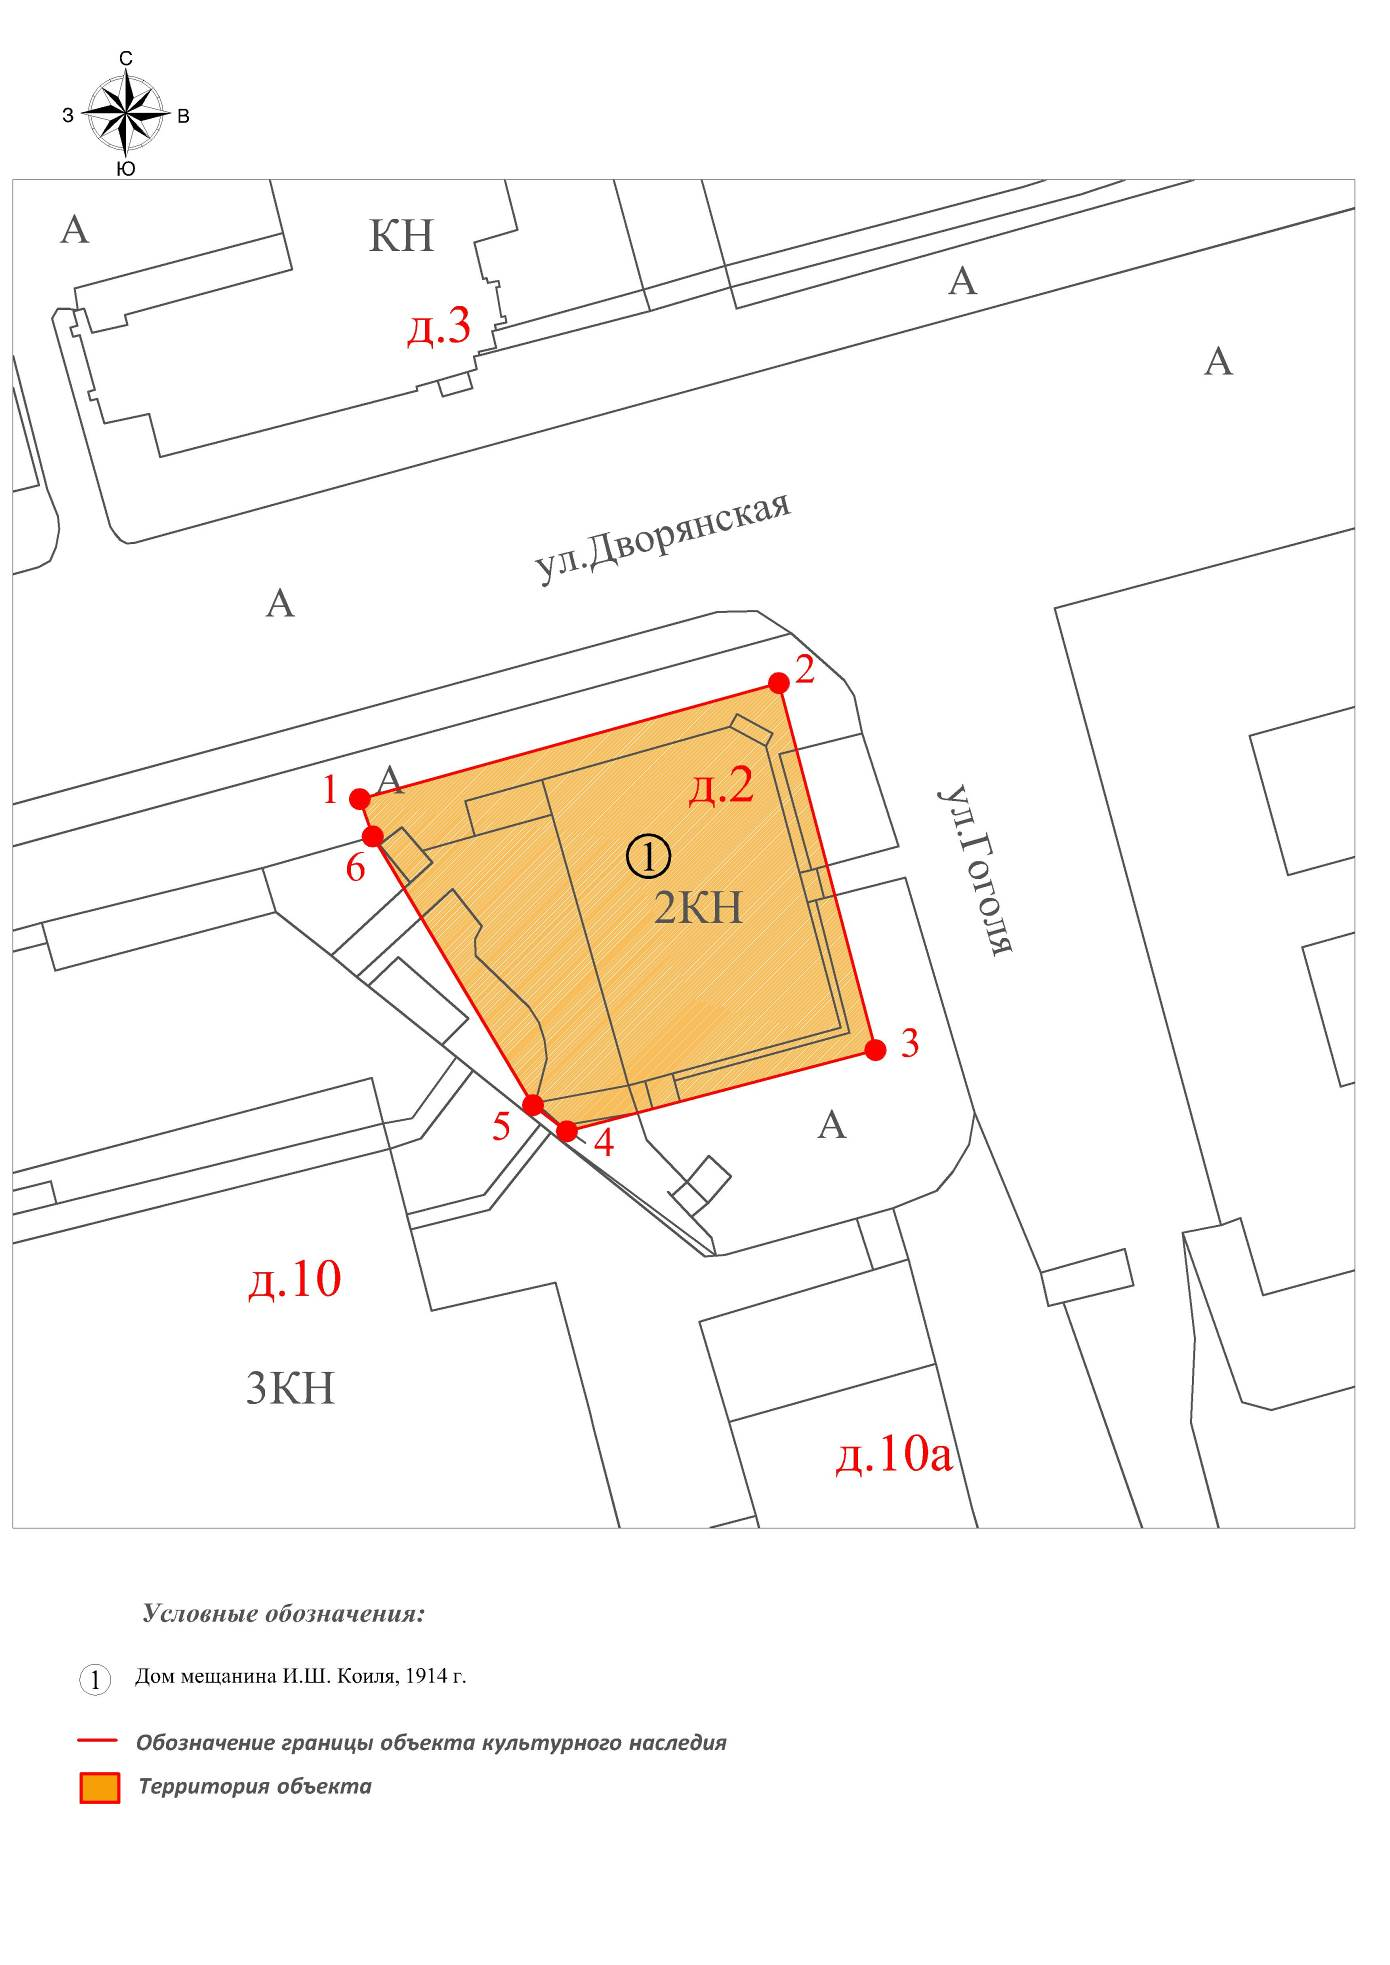 С
З В
Ю
А
КН
д.3
А
А
ул.Дворянская
А
2
А
1
д.2
6
1
2КН
ул.Гоголя
3
5
4
А
д.10
3КН
д.10а
Условные обозначения:
1 Дом мещанина И.Ш. Коиля, 1914 г.
Обозначение границы объекта культурного наследия
Территория объекта